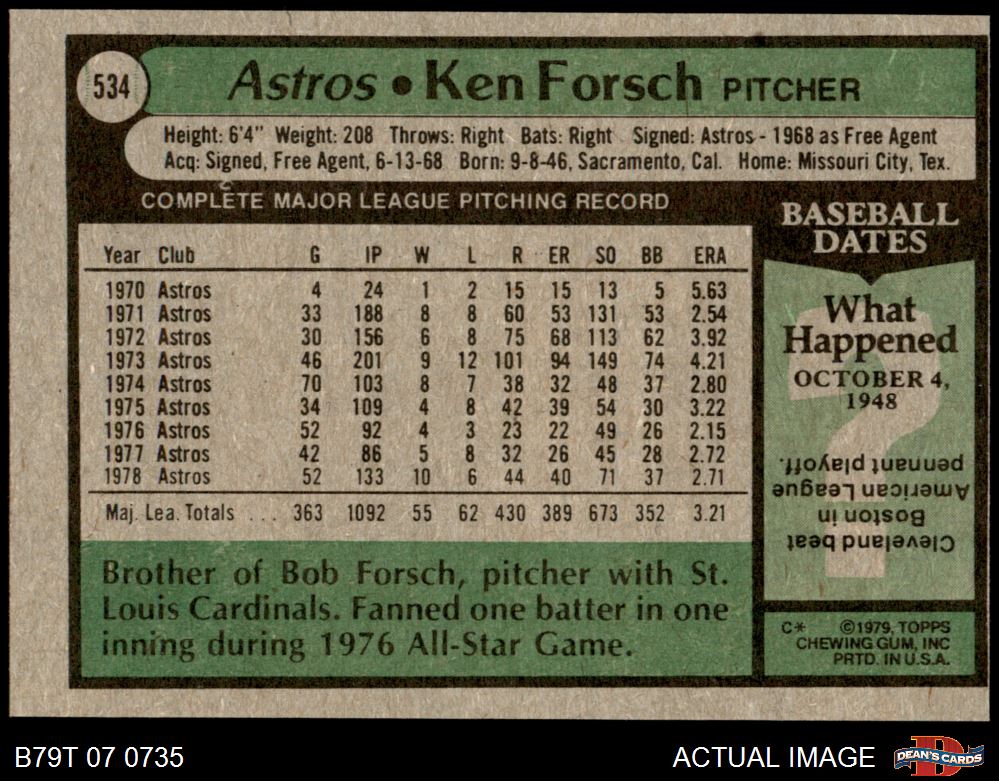 534
Astros • Ken Forsch PITCHER
Height: 6'4" Weight: 208 Throws: Right Bats: Right Signed: Astros - 1968 as Free Agent
Acq: Signed, Free Agent, 6-13-68 Born: 9-8-46, Sacramento, Cal. Home: Missouri City, Tex.
COMPLETE MAJOR LEAGUE PITCHING RECORD
Year Club G IP W L R ER SO BB ERA
1970 Astros 4 24 1 2 15 15 13 5 5.63
1971 Astros 33 188 8 8 60 53 131 53 2.54
1972 Astros 30 156 6 8 75 68 113 62 3.92
1973 Astros 46 201 9 12 101 94 149 74 4.21
1974 Astros 70 103 8 7 38 32 48 37 2.80
1975 Astros 34 109 4 8 42 39 54 30 3.22
1976 Astros 52 92 4 3 23 22 49 26 2.15
1977 Astros 42 86 5 8 32 26 45 28 2.72
1978 Astros 52 133 10 6 44 40 71 37 2.71
Maj. Lea. Totals ... 363 1092 55 62 430 389 673 352 3.21
Brother of Bob Forsch, pitcher with St.
Louis Cardinals. Fanned one batter in one
inning during 1976 All-Star Game.
BASEBALL
DATES
What
Happened
OCTOBER 4,
1948
?
Cleveland beat
Boston in
American League
pennant playoff.
C* ©1979, TOPPS
CHEWING GUM, INC
PRTD. IN U.S.A.
B79T 07 0735
ACTUAL IMAGE
D
DEAN'S CARDS